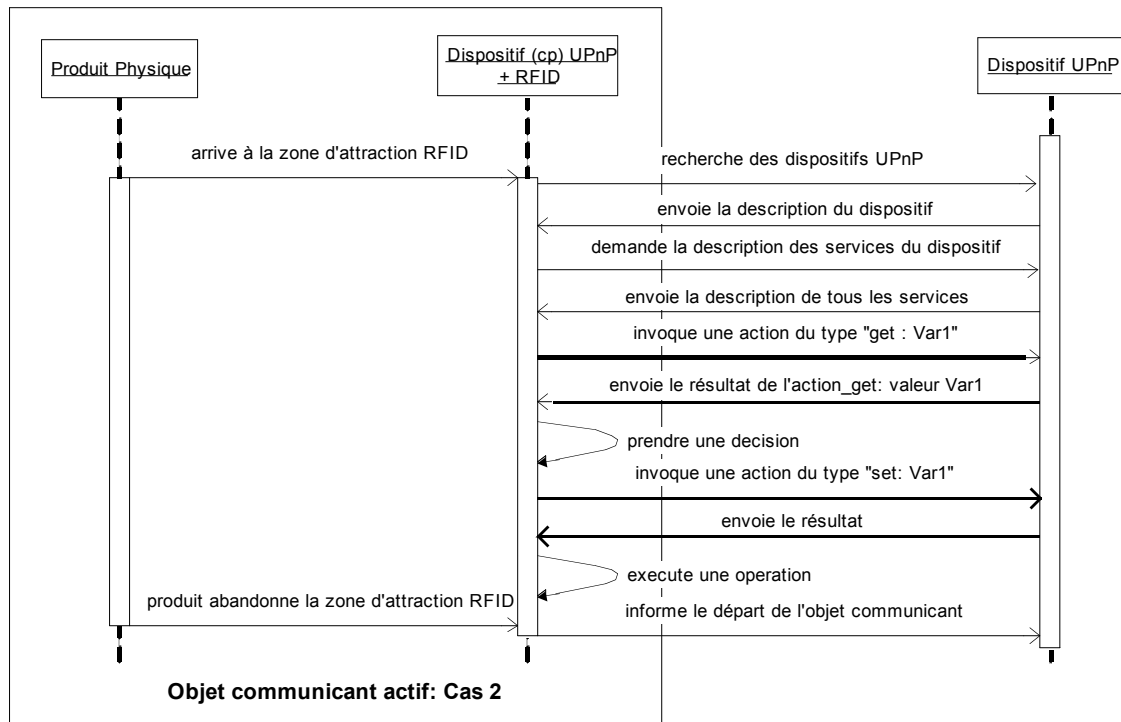 Produit Physique
Dispositif (cp) UPnP
+ RFID
Dispositif UPnP
arrive à la zone d'attraction RFID
recherche des dispositifs UPnP
envoie la description du dispositif
demande la description des services du dispositif
envoie la description de tous les services
invoque une action du type "get : Var1"
envoie le résultat de l'action_get: valeur Var1
prendre une decision
invoque une action du type "set: Var1"
envoie le résultat
execute une operation
produit abandonne la zone d'attraction RFID
informe le départ de l'objet communicant
Objet communicant actif: Cas 2